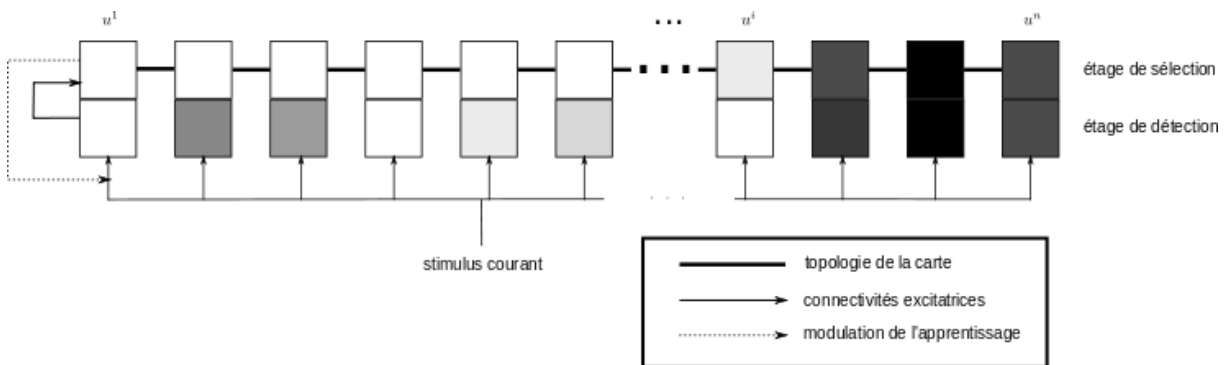 u¹ ... uⁱ uⁿ
étage de sélection
étage de détection
stimulus courant
topologie de la carte
connectivités excitatrices
modulation de l'apprentissage